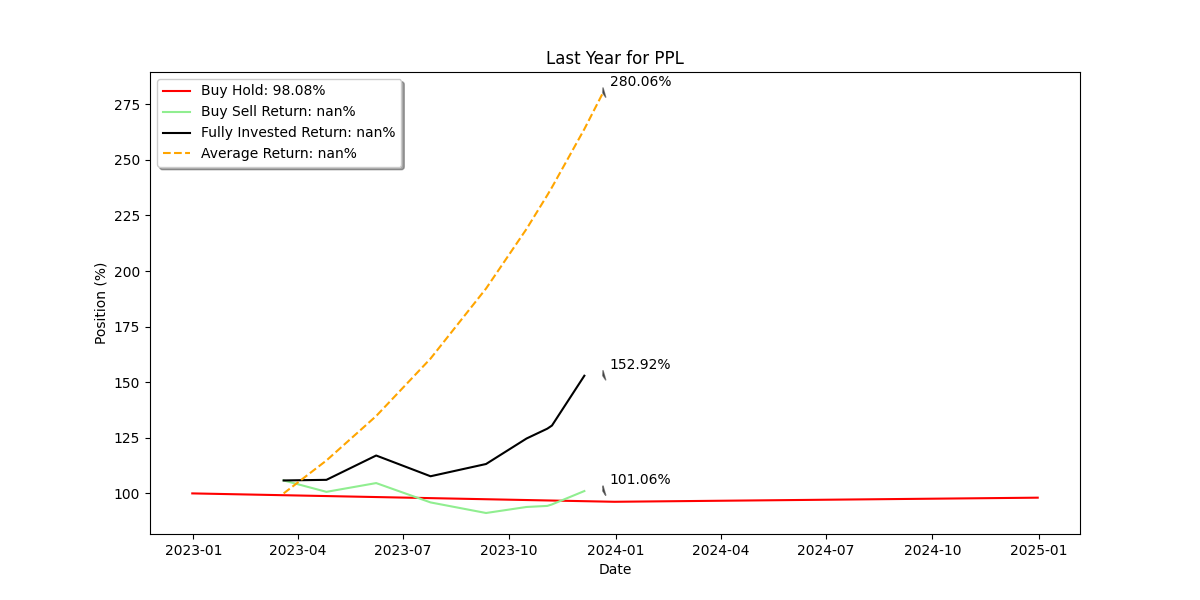 Last Year for PPL
Buy Hold: 98.08%
Buy Sell Return: nan%
Fully Invested Return: nan%
Average Return: nan%
280.06%
152.92%
101.06%
Position (%)
275
250
225
200
175
150
125
100
2023-01
2023-04
2023-07
2023-10
2024-01
2024-04
2024-07
2024-10
2025-01
Date